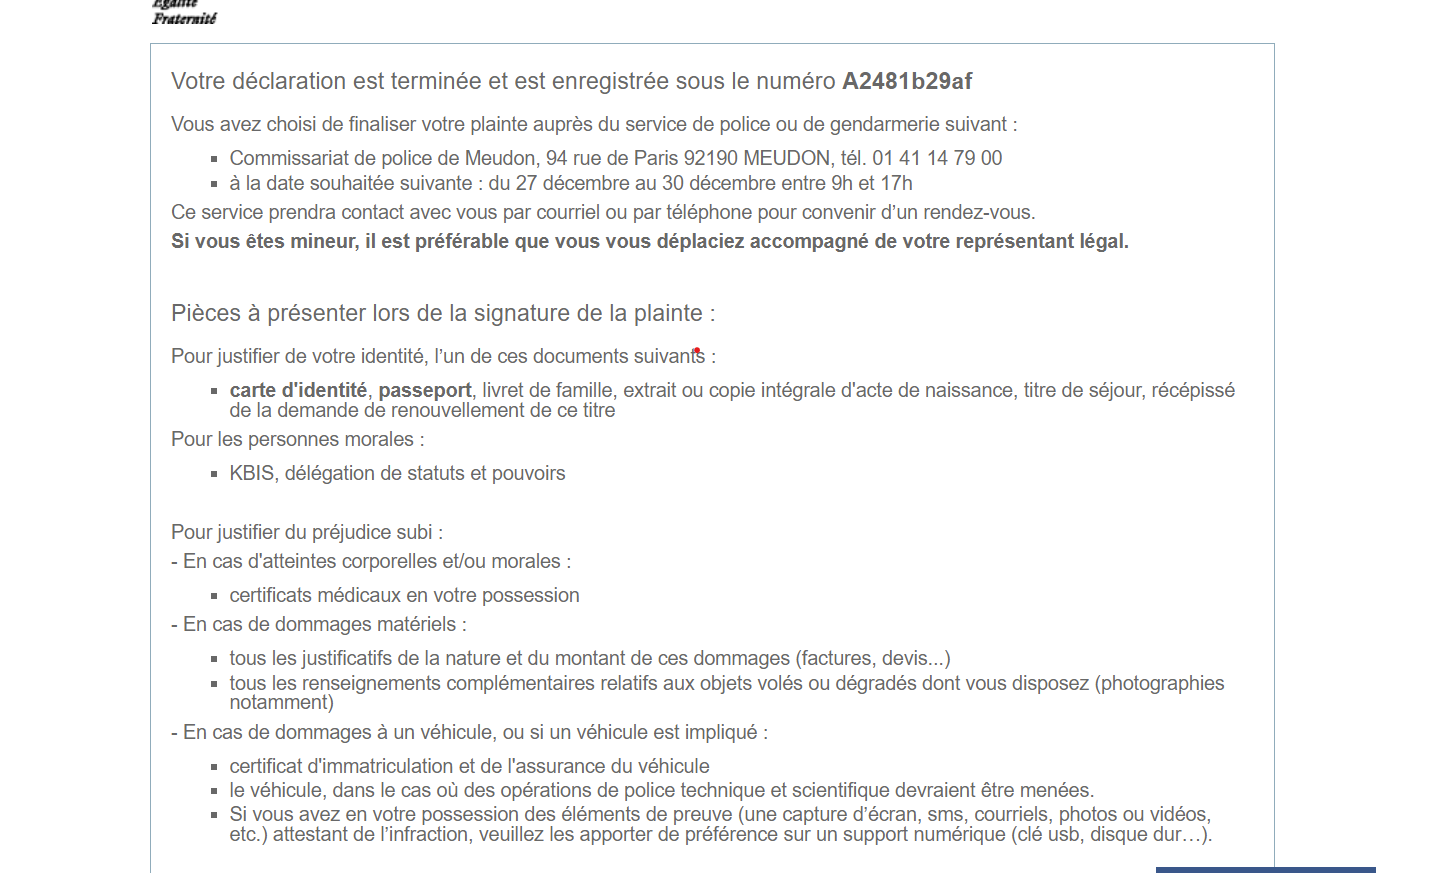 Égalité
Fraternité
Votre déclaration est terminée et est enregistrée sous le numéro A2481b29af
Vous avez choisi de finaliser votre plainte auprès du service de police ou de gendarmerie suivant :
Commissariat de police de Meudon, 94 rue de Paris 92190 MEUDON, tél. 01 41 14 79 00
à la date souhaitée suivante : du 27 décembre au 30 décembre entre 9h et 17h
Ce service prendra contact avec vous par courriel ou par téléphone pour convenir d’un rendez-vous.
Si vous êtes mineur, il est préférable que vous vous déplaciez accompagné de votre représentant légal.
Pièces à présenter lors de la signature de la plainte :
Pour justifier de votre identité, l’un de ces documents suivants :
carte d'identité, passeport, livret de famille, extrait ou copie intégrale d'acte de naissance, titre de séjour, récépissé
de la demande de renouvellement de ce titre
Pour les personnes morales :
KBIS, délégation de statuts et pouvoirs
Pour justifier du préjudice subi :
- En cas d'atteintes corporelles et/ou morales :
certificats médicaux en votre possession
- En cas de dommages matériels :
tous les justificatifs de la nature et du montant de ces dommages (factures, devis...)
tous les renseignements complémentaires relatifs aux objets volés ou dégradés dont vous disposez (photographies
notamment)
- En cas de dommages à un véhicule, ou si un véhicule est impliqué :
certificat d'immatriculation et de l'assurance du véhicule
le véhicule, dans le cas où des opérations de police technique et scientifique devraient être menées.
Si vous avez en votre possession des éléments de preuve (une capture d’écran, sms, courriels, photos ou vidéos,
etc.) attestant de l’infraction, veuillez les apporter de préférence sur un support numérique (clé usb, disque dur…).